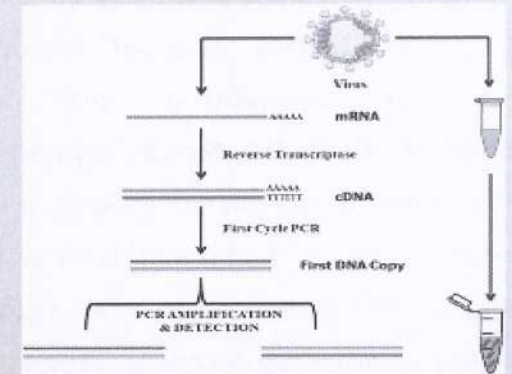 Virus
AAAAA mRNA
Reverse Transcriptase
AAAAA
TTTTT cDNA
First Cycle PCR
First DNA Copy
PCR AMPLIFICATION
& DETECTION